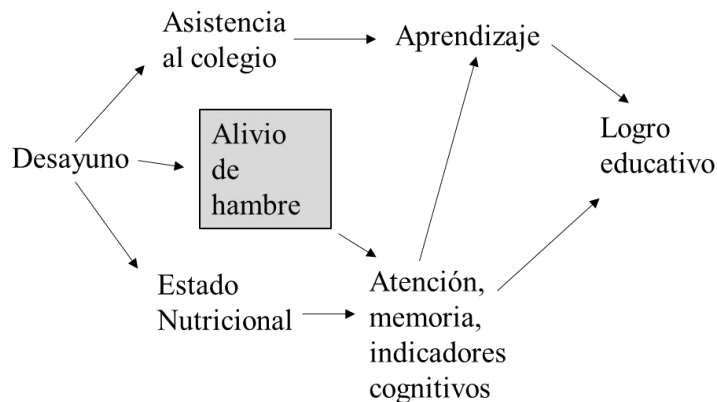 Asistencia
al colegio
Aprendizaje
Alivio
de
hambre
Desayuno
Logro
educativo
Estado
Nutricional
Atención,
memoria,
indicadores
cognitivos